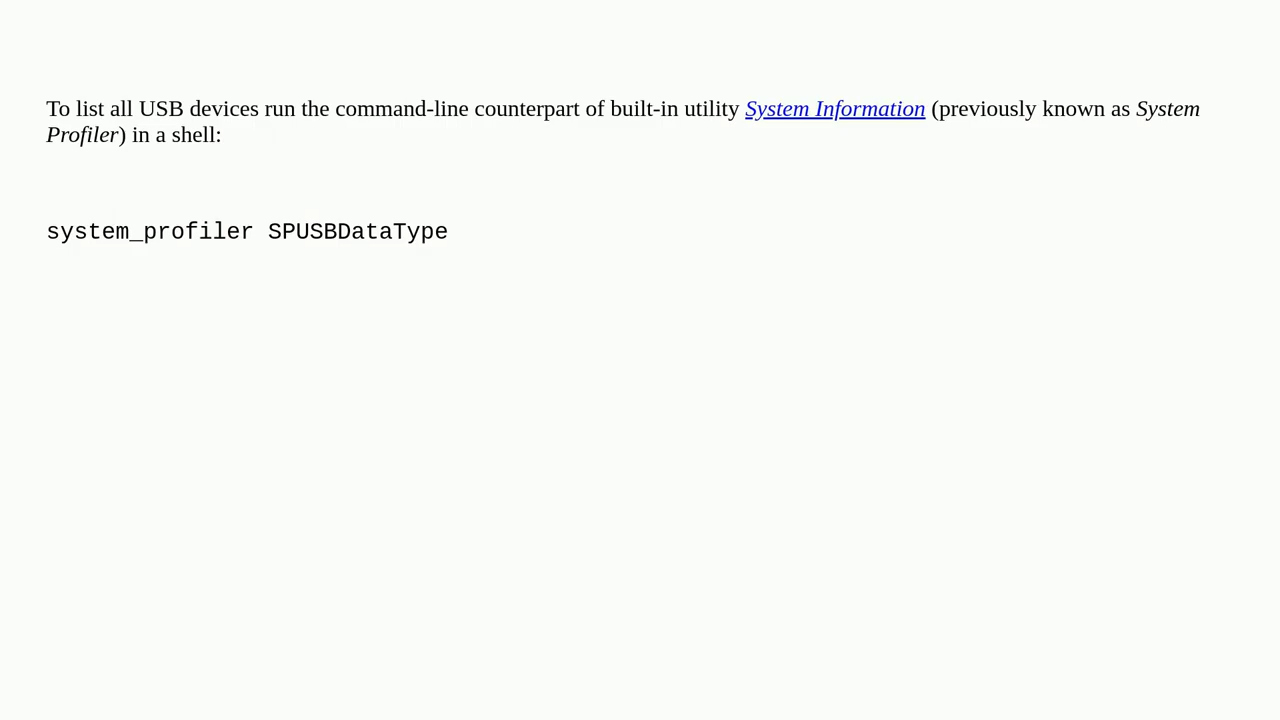 To list all USB devices run the command-line counterpart of built-in utility System Information (previously known as System
Profiler) in a shell:
system_profiler SPUSBDataType